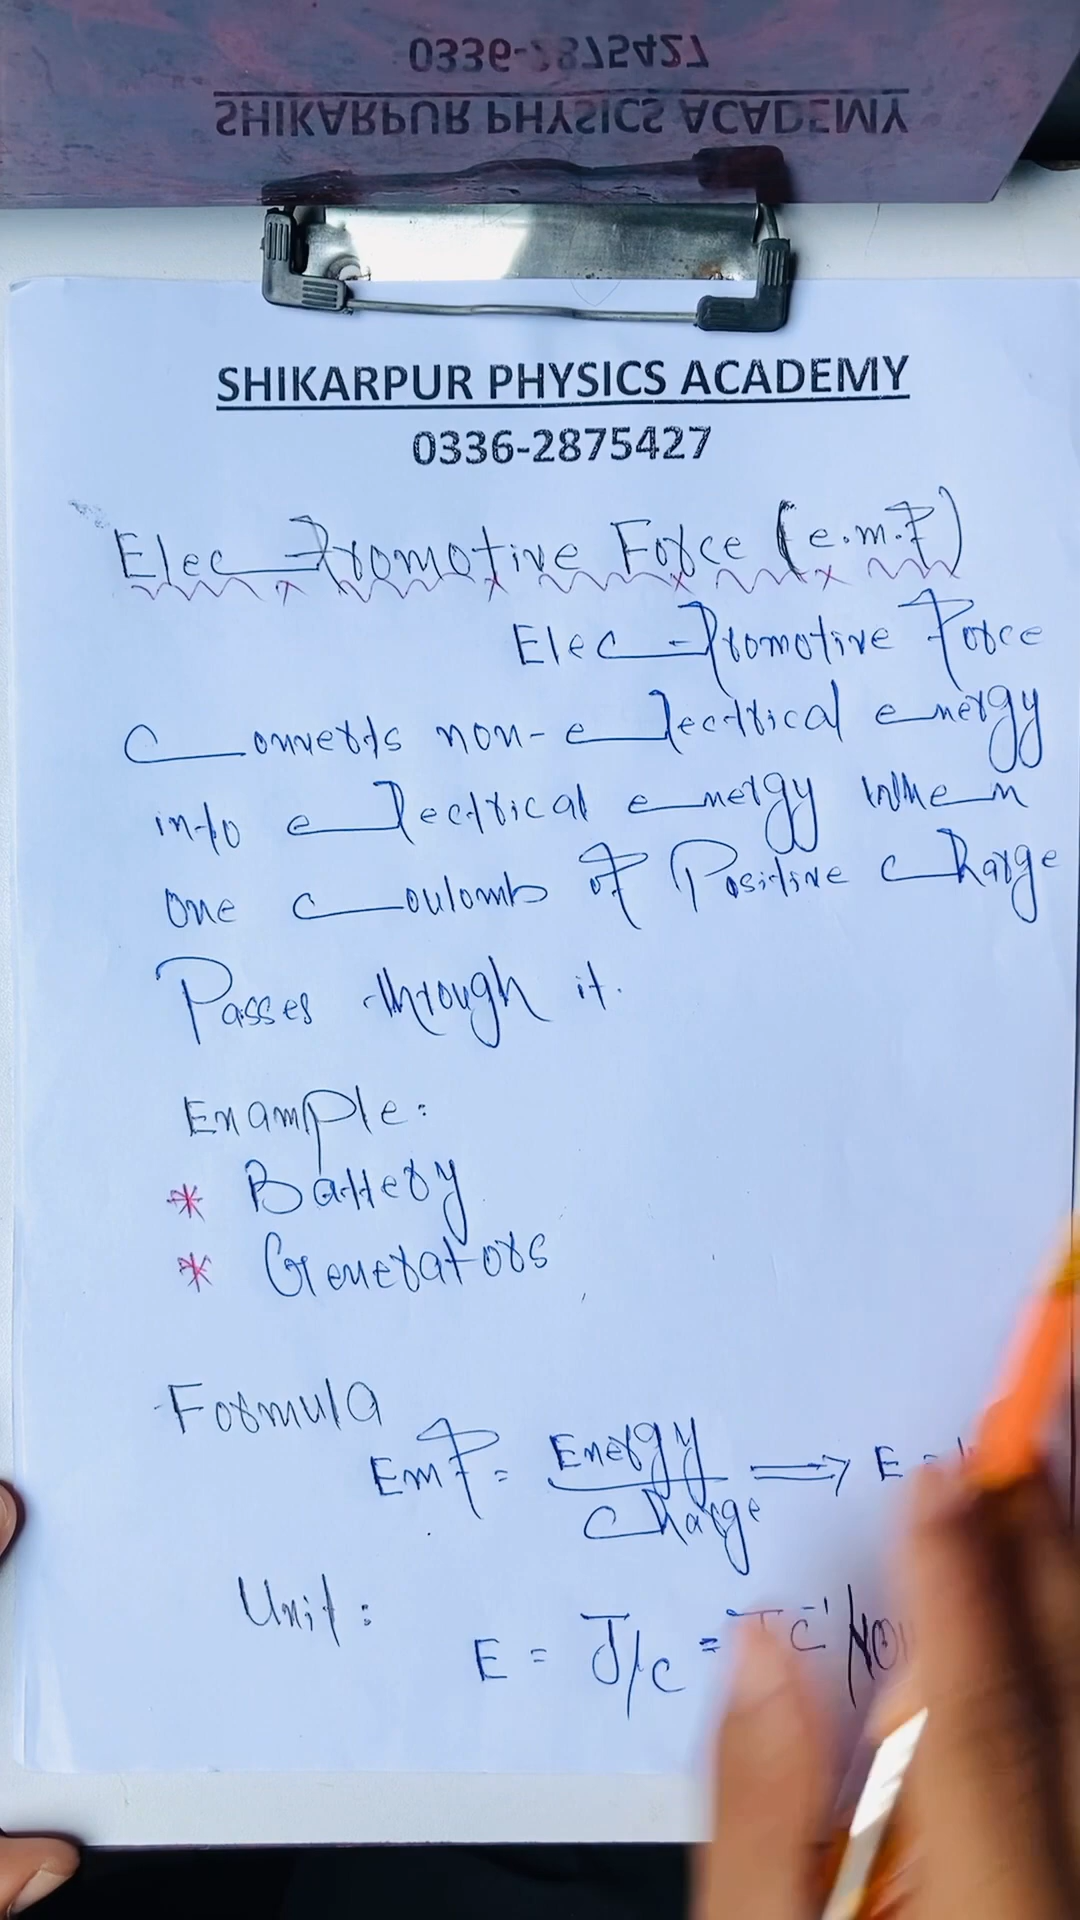 0336-2875427
SHIKARPUR PHYSICS ACADEMY
SHIKARPUR PHYSICS ACADEMY
0336-2875427
Electromotive Force (e.m.f)
Electromotive Force
Converts non-electrical energy
into electrical energy when
one coulomb of Positive charge
Passes through it.
Example:
* Battery
* Generators
Formula
Emf = Energy / Charge ⟹ E =
Unit:
E = J/C = JC⁻¹